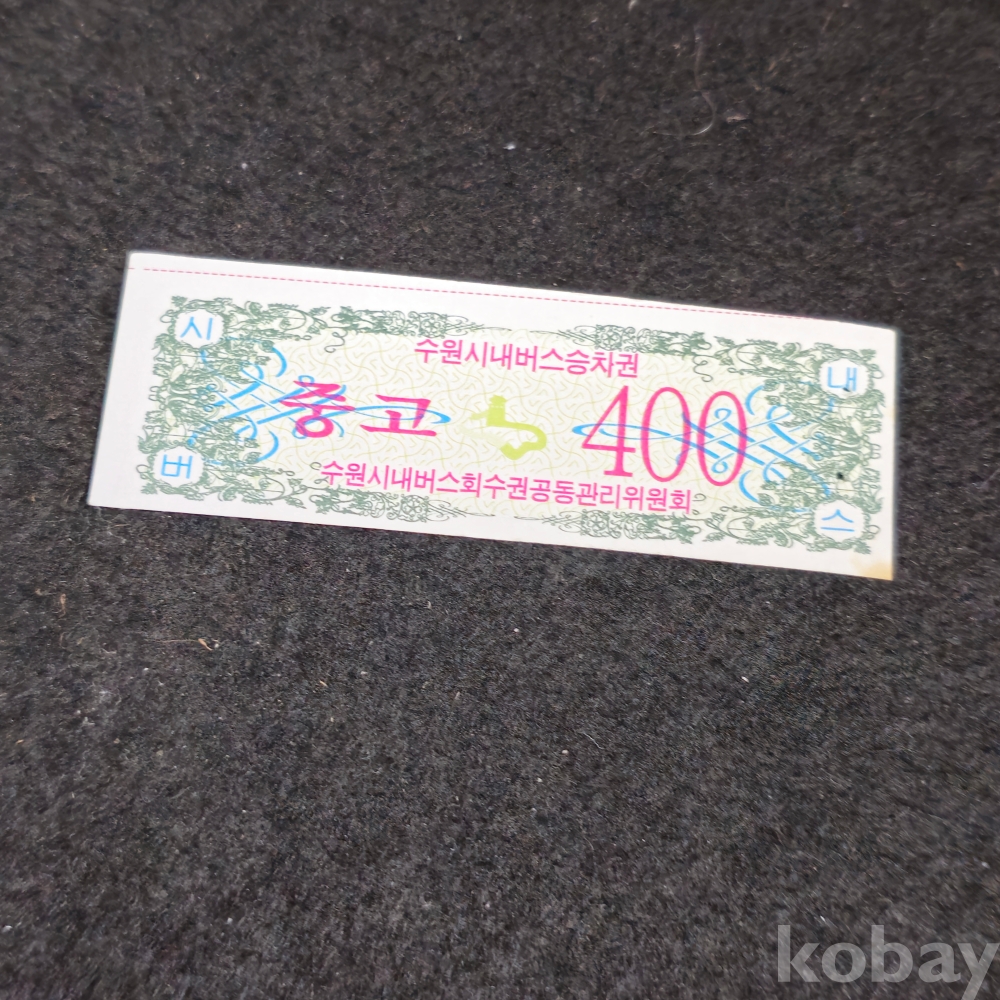 시 내
수원시내버스승차권
중고 400
수원시내버스회수권공동관리위원회
버 스
kobay